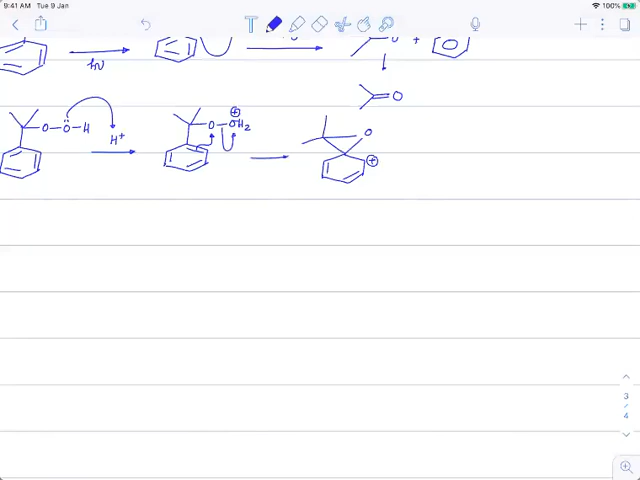 9:41 AM Tue 9 Jan
100%
hν
+
O
O – Ö – H
H⁺
O – OH₂
⊕
O
⊕
3
/
4